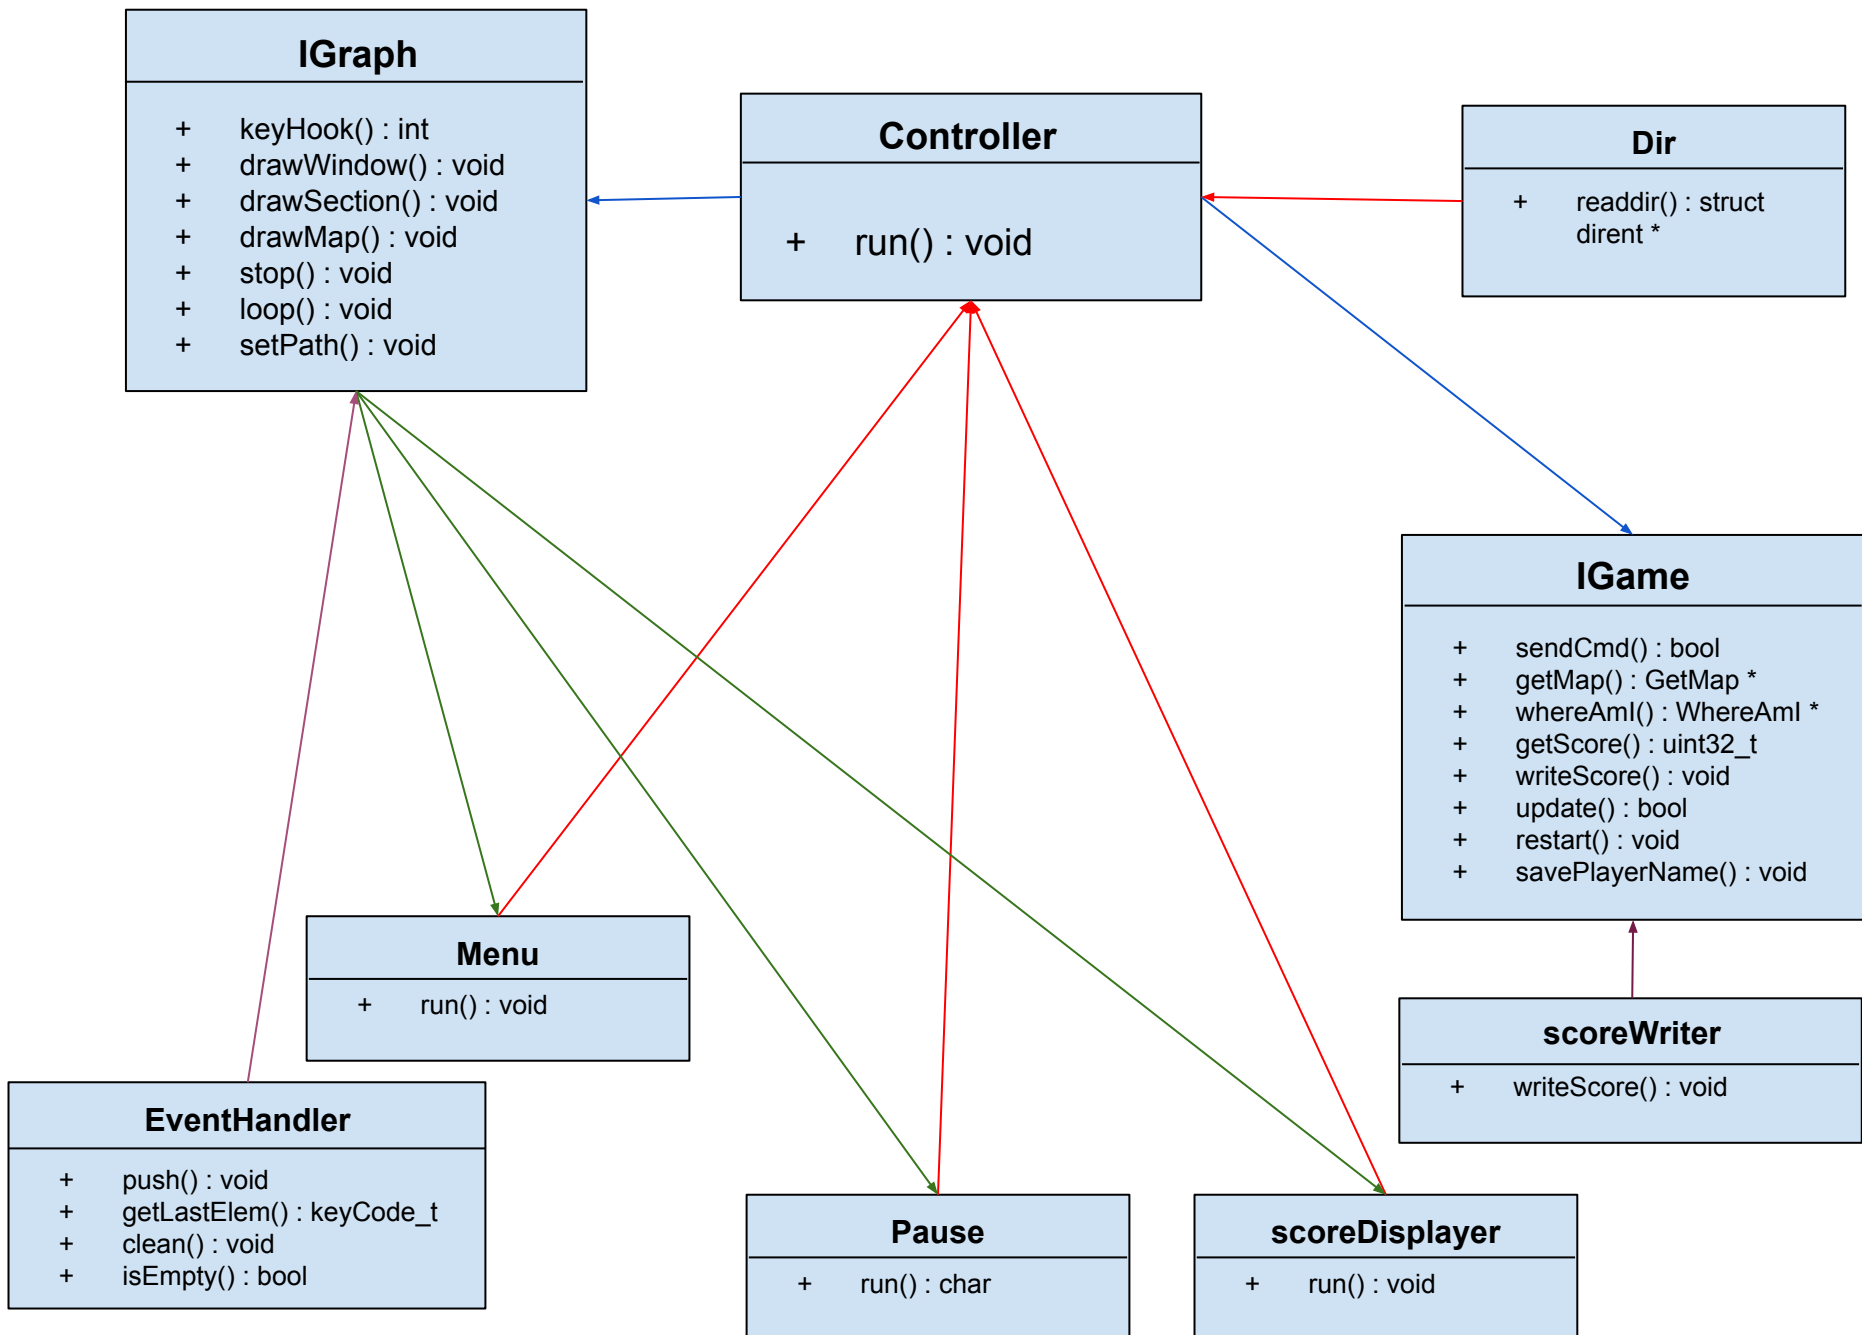 IGraph
+ keyHook() : int
+ drawWindow() : void
+ drawSection() : void
+ drawMap() : void
+ stop() : void
+ loop() : void
+ setPath() : void
Controller
+ run() : void
Dir
+ readdir() : struct
dirent *
IGame
+ sendCmd() : bool
+ getMap() : GetMap *
+ whereAmI() : WhereAmI *
+ getScore() : uint32_t
+ writeScore() : void
+ update() : bool
+ restart() : void
+ savePlayerName() : void
Menu
+ run() : void
scoreWriter
+ writeScore() : void
EventHandler
+ push() : void
+ getLastElem() : keyCode_t
+ clean() : void
+ isEmpty() : bool
Pause
+ run() : char
scoreDisplayer
+ run() : void